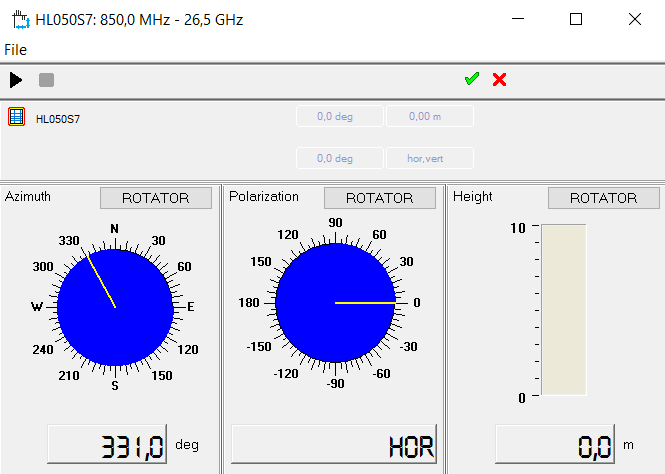 HL050S7: 850,0 MHz - 26,5 GHz
File
HL050S7
0,0 deg
0,00 m
0,0 deg
hor,vert
Azimuth
ROTATOR
N
330
30
300
60
W
E
240
120
210
150
S
331,0 deg
Polarization
ROTATOR
90
120
60
150
30
180
0
-150
-30
-120
-60
-90
HOR
Height
ROTATOR
10
0
0,0 m